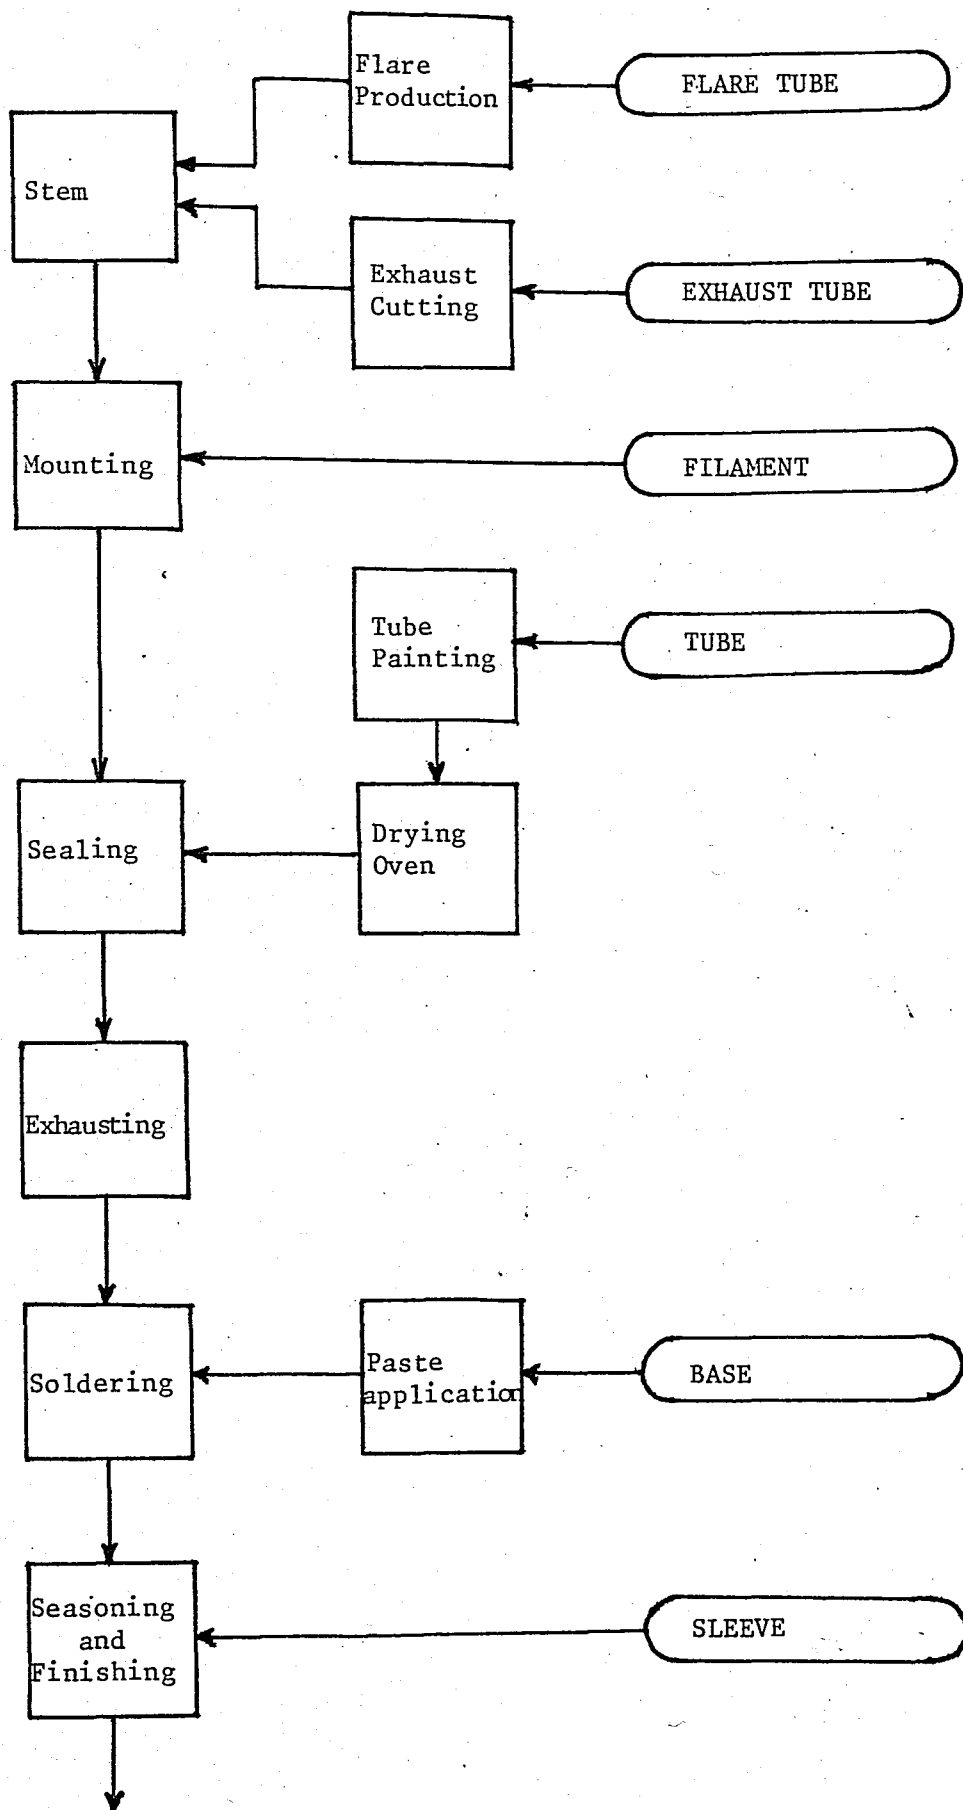 Flare
Production
FLARE TUBE
Stem
Exhaust
Cutting
EXHAUST TUBE
Mounting
FILAMENT
Tube
Painting
TUBE
Sealing
Drying
Oven
Exhausting
Soldering
Paste
application
BASE
Seasoning
and
Finishing
SLEEVE